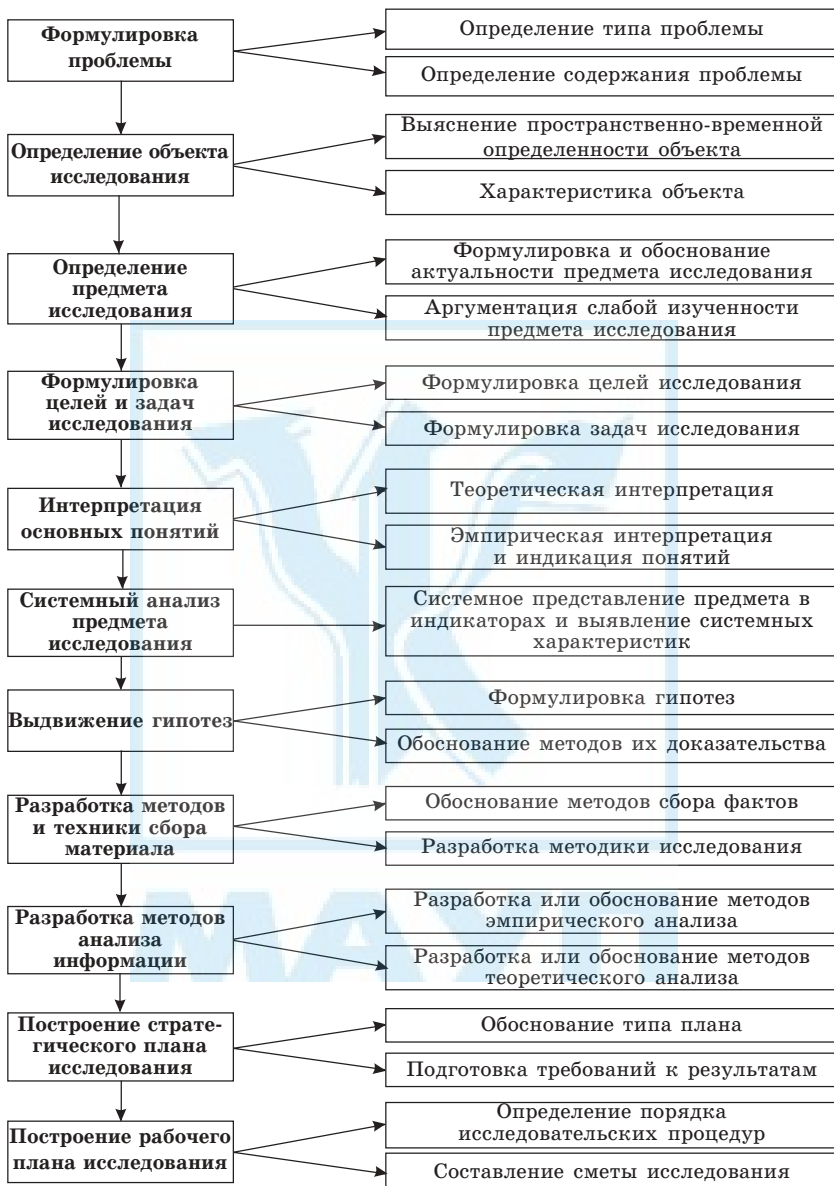 Формулировка
проблемы
Определение типа проблемы
Определение содержания проблемы
Определение объекта
исследования
Выяснение пространственно-временной
определенности объекта
Характеристика объекта
Определение
предмета
исследования
Формулировка и обоснование
актуальности предмета исследования
Аргументация слабой изученности
предмета исследования
Формулировка
целей и задач
исследования
Формулировка целей исследования
Формулировка задач исследования
Интерпретация
основных понятий
Теоретическая интерпретация
Эмпирическая интерпретация
и индикация понятий
Системный анализ
предмета
исследования
Системное представление предмета в
индикаторах и выявление системных
характеристик
Выдвижение гипотез
Формулировка гипотез
Обоснование методов их доказательства
Разработка методов
и техники сбора
материала
Обоснование методов сбора фактов
Разработка методики исследования
Разработка методов
анализа
информации
Разработка или обоснование методов
эмпирического анализа
Разработка или обоснование методов
теоретического анализа
Построение страте-
гического плана
исследования
Обоснование типа плана
Подготовка требований к результатам
Построение рабочего
плана исследования
Определение порядка
исследовательских процедур
Составление сметы исследования
МАУП